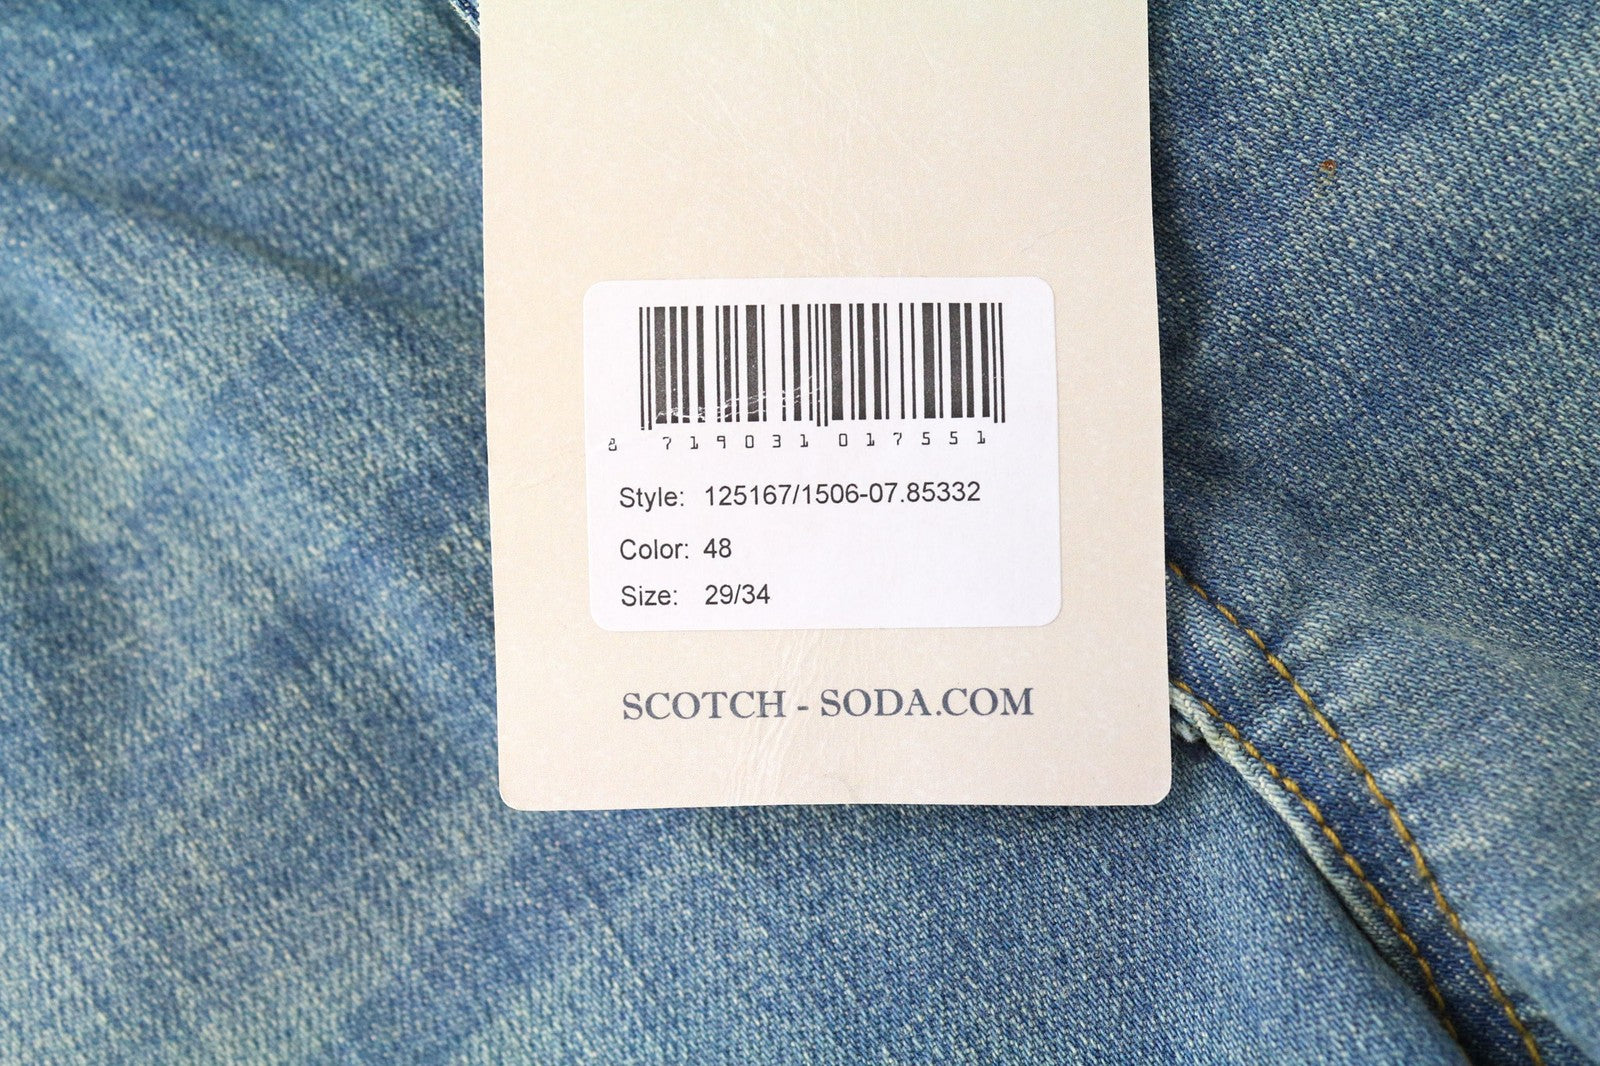 8 719031 017551
Style: 125167/1506-07.85332
Color: 48
Size: 29/34
SCOTCH - SODA.COM